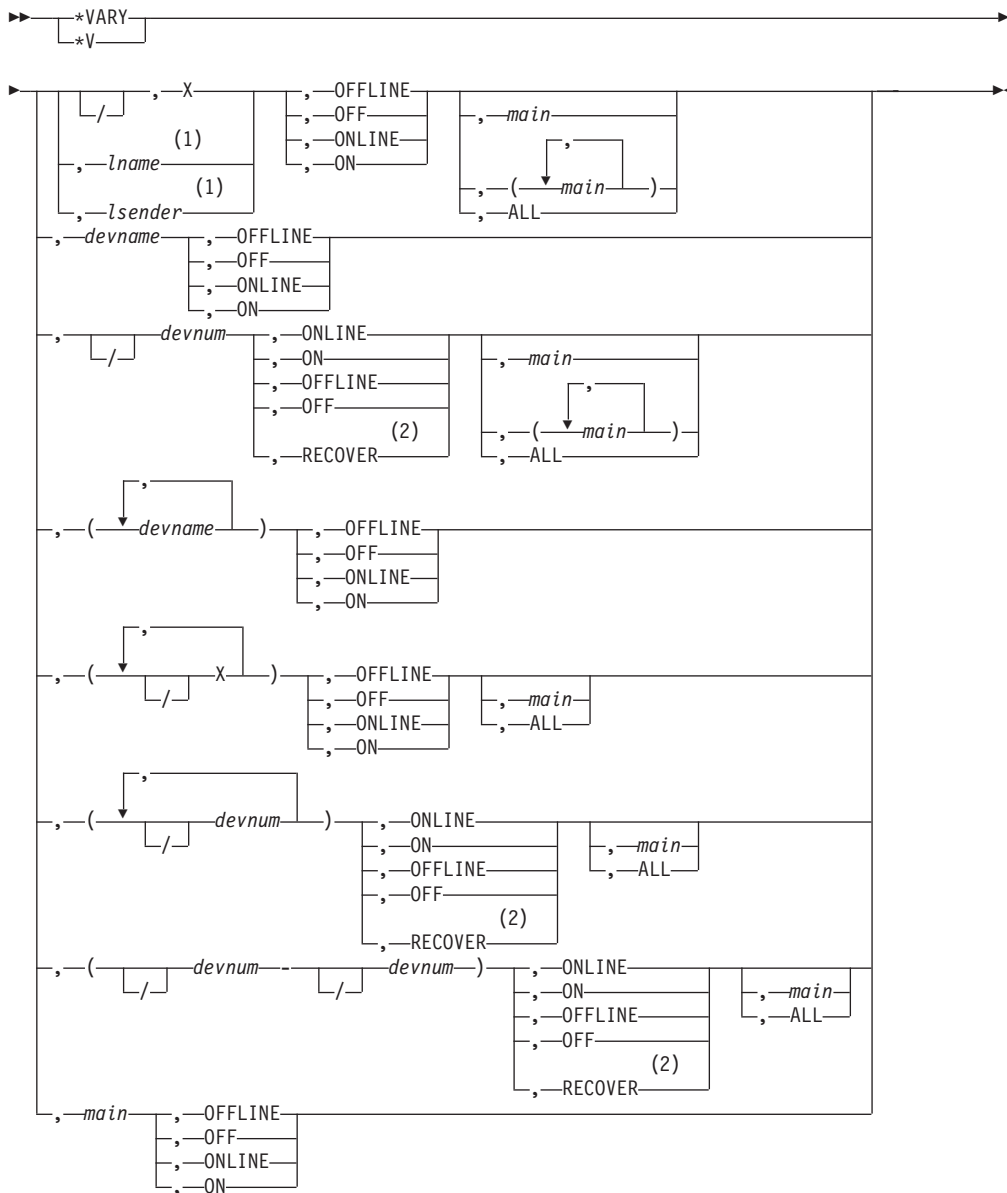 *VARY
*V
/ , X , OFFLINE
, OFF , main
(1) , ONLINE ,
, lname , ON , ( main )
(1) , ALL
, lsender
, devname , OFFLINE
, OFF
, ONLINE
, ON
, / devnum , ONLINE
, ON , main
, OFFLINE ,
, OFF
(2) , ( main )
, RECOVER , ALL
,
, ( devname ) , OFFLINE
, OFF
, ONLINE
, ON
,
, ( / X ) , OFFLINE
, OFF , main
, ONLINE , ALL
, ON
,
, ( / devnum ) , ONLINE
, ON , main
, OFFLINE , ALL
, OFF
(2)
, RECOVER
, ( / devnum - / devnum ) , ONLINE
, ON , main
, OFFLINE , ALL
, OFF
(2)
, RECOVER
, main , OFFLINE
, OFF
, ONLINE
, ON